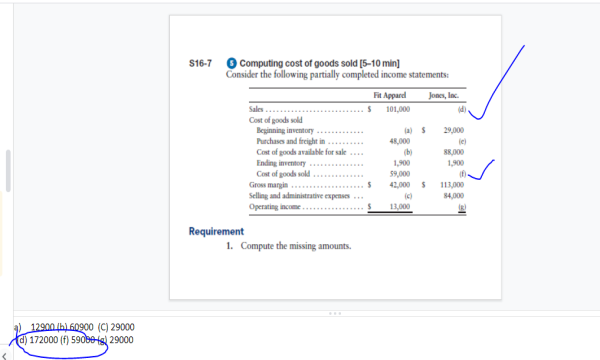 S16-7 S Computing cost of goods sold [5-10 min]
Consider the following partially completed income statements:
Fit Apparel Jones, Inc.
Sales . . . . . . . . . . . . . . . . . . . . . . . . $ 101,000 (d)
Cost of goods sold
Beginning inventory . . . . . . . . . . . . (a) $ 29,000
Purchases and freight in . . . . . . . . . 48,000 (e)
Cost of goods available for sale . . . . (b) 88,000
Ending inventory . . . . . . . . . . . . . . 1,900 1,900
Cost of goods sold . . . . . . . . . . . . . 59,000 (f)
Gross margin . . . . . . . . . . . . . . . . . . $ 42,000 $ 113,000
Selling and administrative expenses . . . (c) 84,000
Operating income . . . . . . . . . . . . . . . $ 13,000 (g)
Requirement
1. Compute the missing amounts.
a) 12900 (b) 60900 (C) 29000
(d) 172000 (f) 59000 (g) 29000